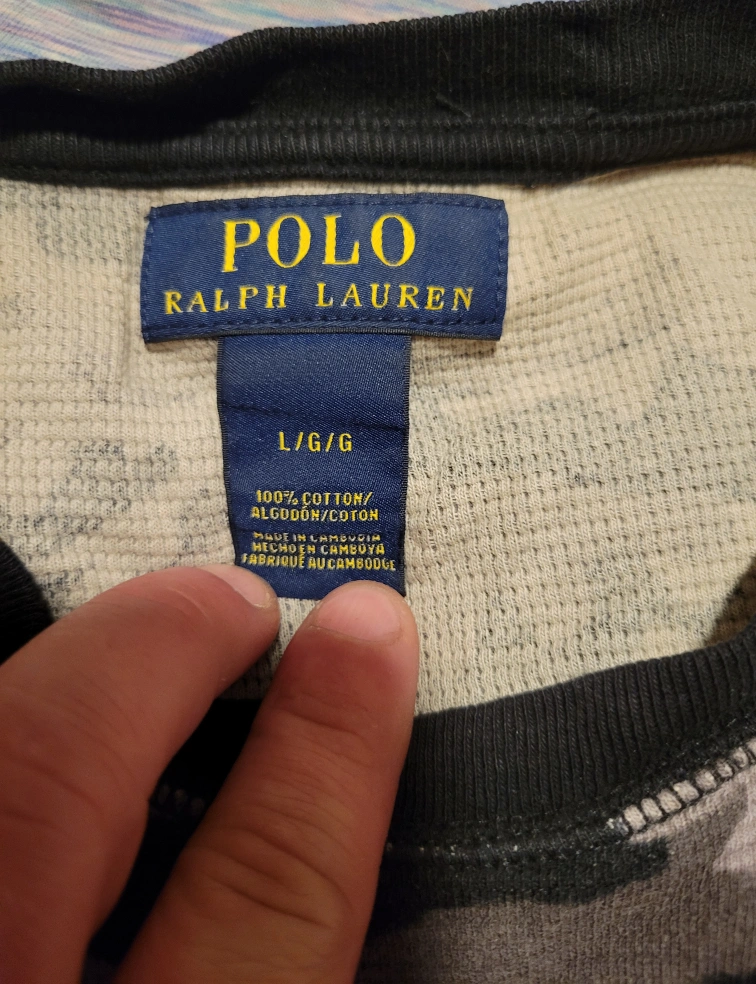 POLO
RALPH LAUREN
L/G/G
100% COTTON/
ALGODÓN/COTON
MADE IN CAMBODIA
HECHO EN CAMBOYA
FABRIQUÉ AU CAMBODGE